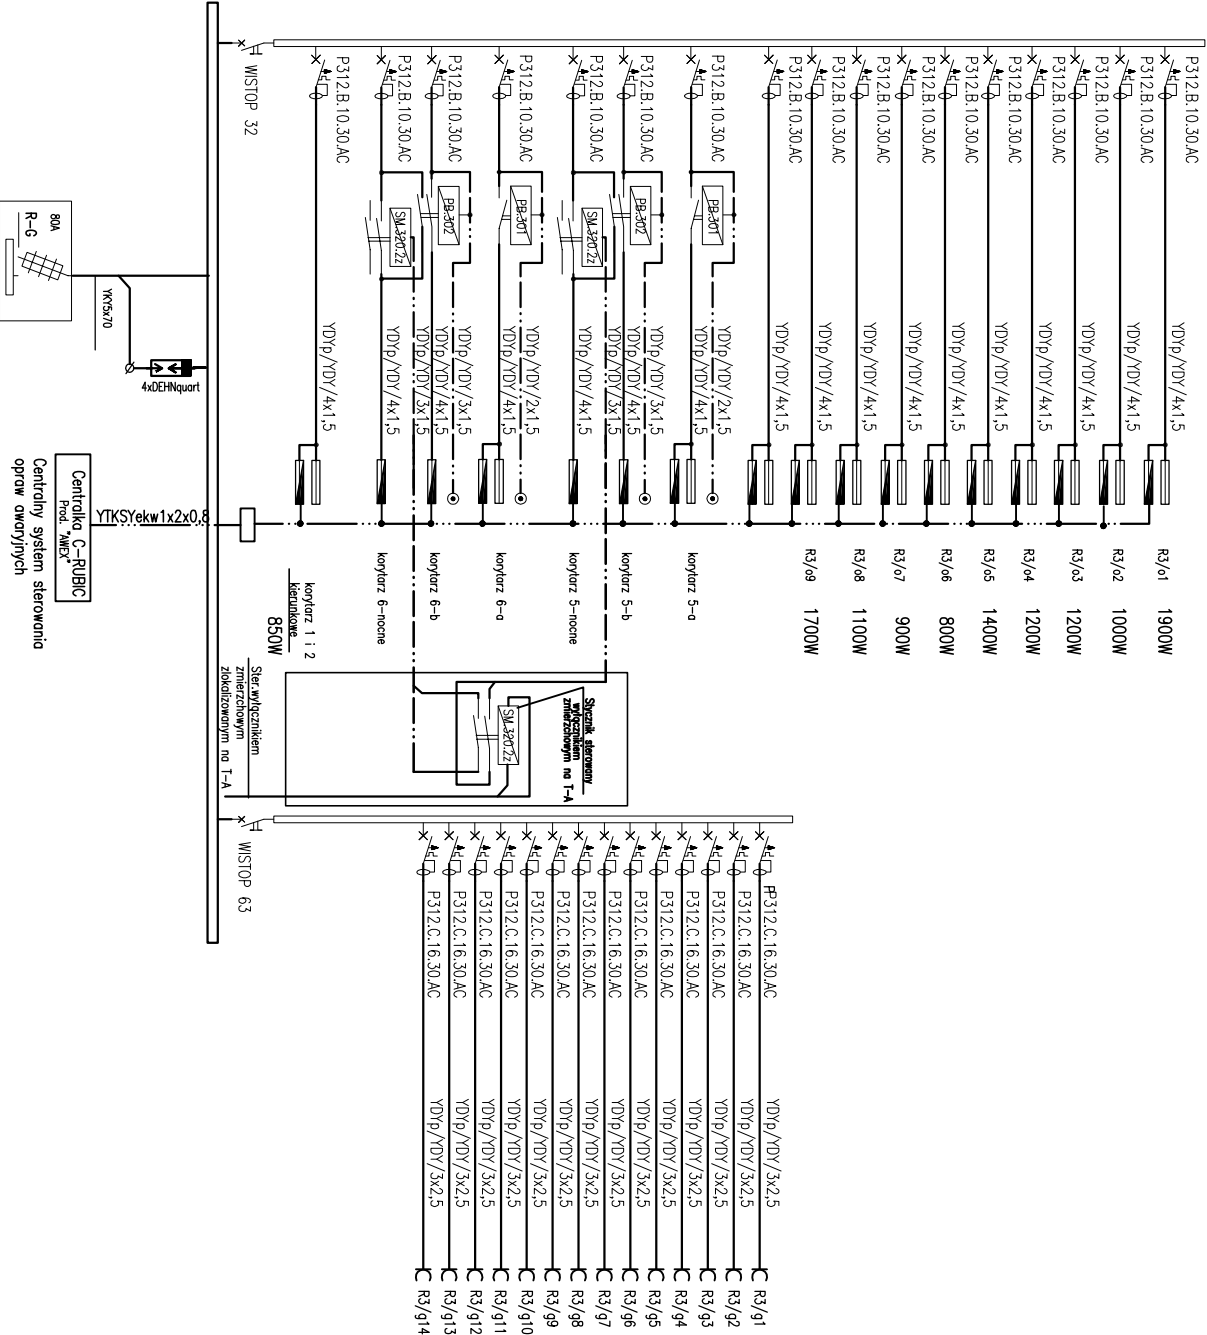 P312.B.10.30.AC YDYp/YDY/4x1,5 R3/o1 1900W
P312.B.10.30.AC YDYp/YDY/4x1,5 R3/o2 1000W
P312.B.10.30.AC YDYp/YDY/4x1,5 R3/o3 1200W
P312.B.10.30.AC YDYp/YDY/4x1,5 R3/o4 1200W
P312.B.10.30.AC YDYp/YDY/4x1,5 R3/o5 1400W
P312.B.10.30.AC YDYp/YDY/4x1,5 R3/o6 800W
P312.B.10.30.AC YDYp/YDY/4x1,5 R3/o7 900W
P312.B.10.30.AC YDYp/YDY/4x1,5 R3/o8 1100W
P312.B.10.30.AC YDYp/YDY/4x1,5 R3/o9 1700W
P312.B.10.30.AC YDYp/YDY/4x1,5
YDYp/YDY/2x1,5
P312.B.10.30.AC PB.301 YDYp/YDY/4x1,5 korytarz 5-a
YDYp/YDY/3x1,5
P312.B.10.30.AC PB.302 YDYp/YDY/4x1,5 korytarz 5-b
YDYp/YDY/3x1,5
P312.B.10.30.AC SM.320.2z YDYp/YDY/4x1,5 korytarz 5-nocne
YDYp/YDY/2x1,5
P312.B.10.30.AC PB.301 YDYp/YDY/4x1,5 korytarz 6-a
YDYp/YDY/3x1,5
P312.B.10.30.AC PB.302 YDYp/YDY/4x1,5 korytarz 6-b
YDYp/YDY/3x1,5
P312.B.10.30.AC SM.320.2z YDYp/YDY/4x1,5 korytarz 6-nocne
P312.B.10.30.AC YDYp/YDY/4x1,5
korytarz 1 i 2
kierunkowe
850W
WISTOP 32
Stycznik sterowany
wyłącznikiem
zmierzchowym na T-A
SM.320.2z
Ster.wyłącznikiem
zmierzchowym
zlokalizowanym na T-A
P
P312.C.16.30.AC YDYp/YDY/3x2,5 R3/g1
P312.C.16.30.AC YDYp/YDY/3x2,5 R3/g2
P312.C.16.30.AC YDYp/YDY/3x2,5 R3/g3
P312.C.16.30.AC YDYp/YDY/3x2,5 R3/g4
P312.C.16.30.AC YDYp/YDY/3x2,5 R3/g5
P312.C.16.30.AC YDYp/YDY/3x2,5 R3/g6
P312.C.16.30.AC YDYp/YDY/3x2,5 R3/g7
P312.C.16.30.AC YDYp/YDY/3x2,5 R3/g8
P312.C.16.30.AC YDYp/YDY/3x2,5 R3/g9
P312.C.16.30.AC YDYp/YDY/3x2,5 R3/g10
P312.C.16.30.AC YDYp/YDY/3x2,5 R3/g11
P312.C.16.30.AC YDYp/YDY/3x2,5 R3/g12
P312.C.16.30.AC YDYp/YDY/3x2,5 R3/g13
P312.C.16.30.AC YDYp/YDY/3x2,5 R3/g14
WISTOP 63
4xDEHNquart
YKY5x70
80A
R-G
YTKSYekw1x2x0,8
Centralka C-RUBIC
Prod. "AWEX"
Centralny system sterowania
opraw awaryjnych